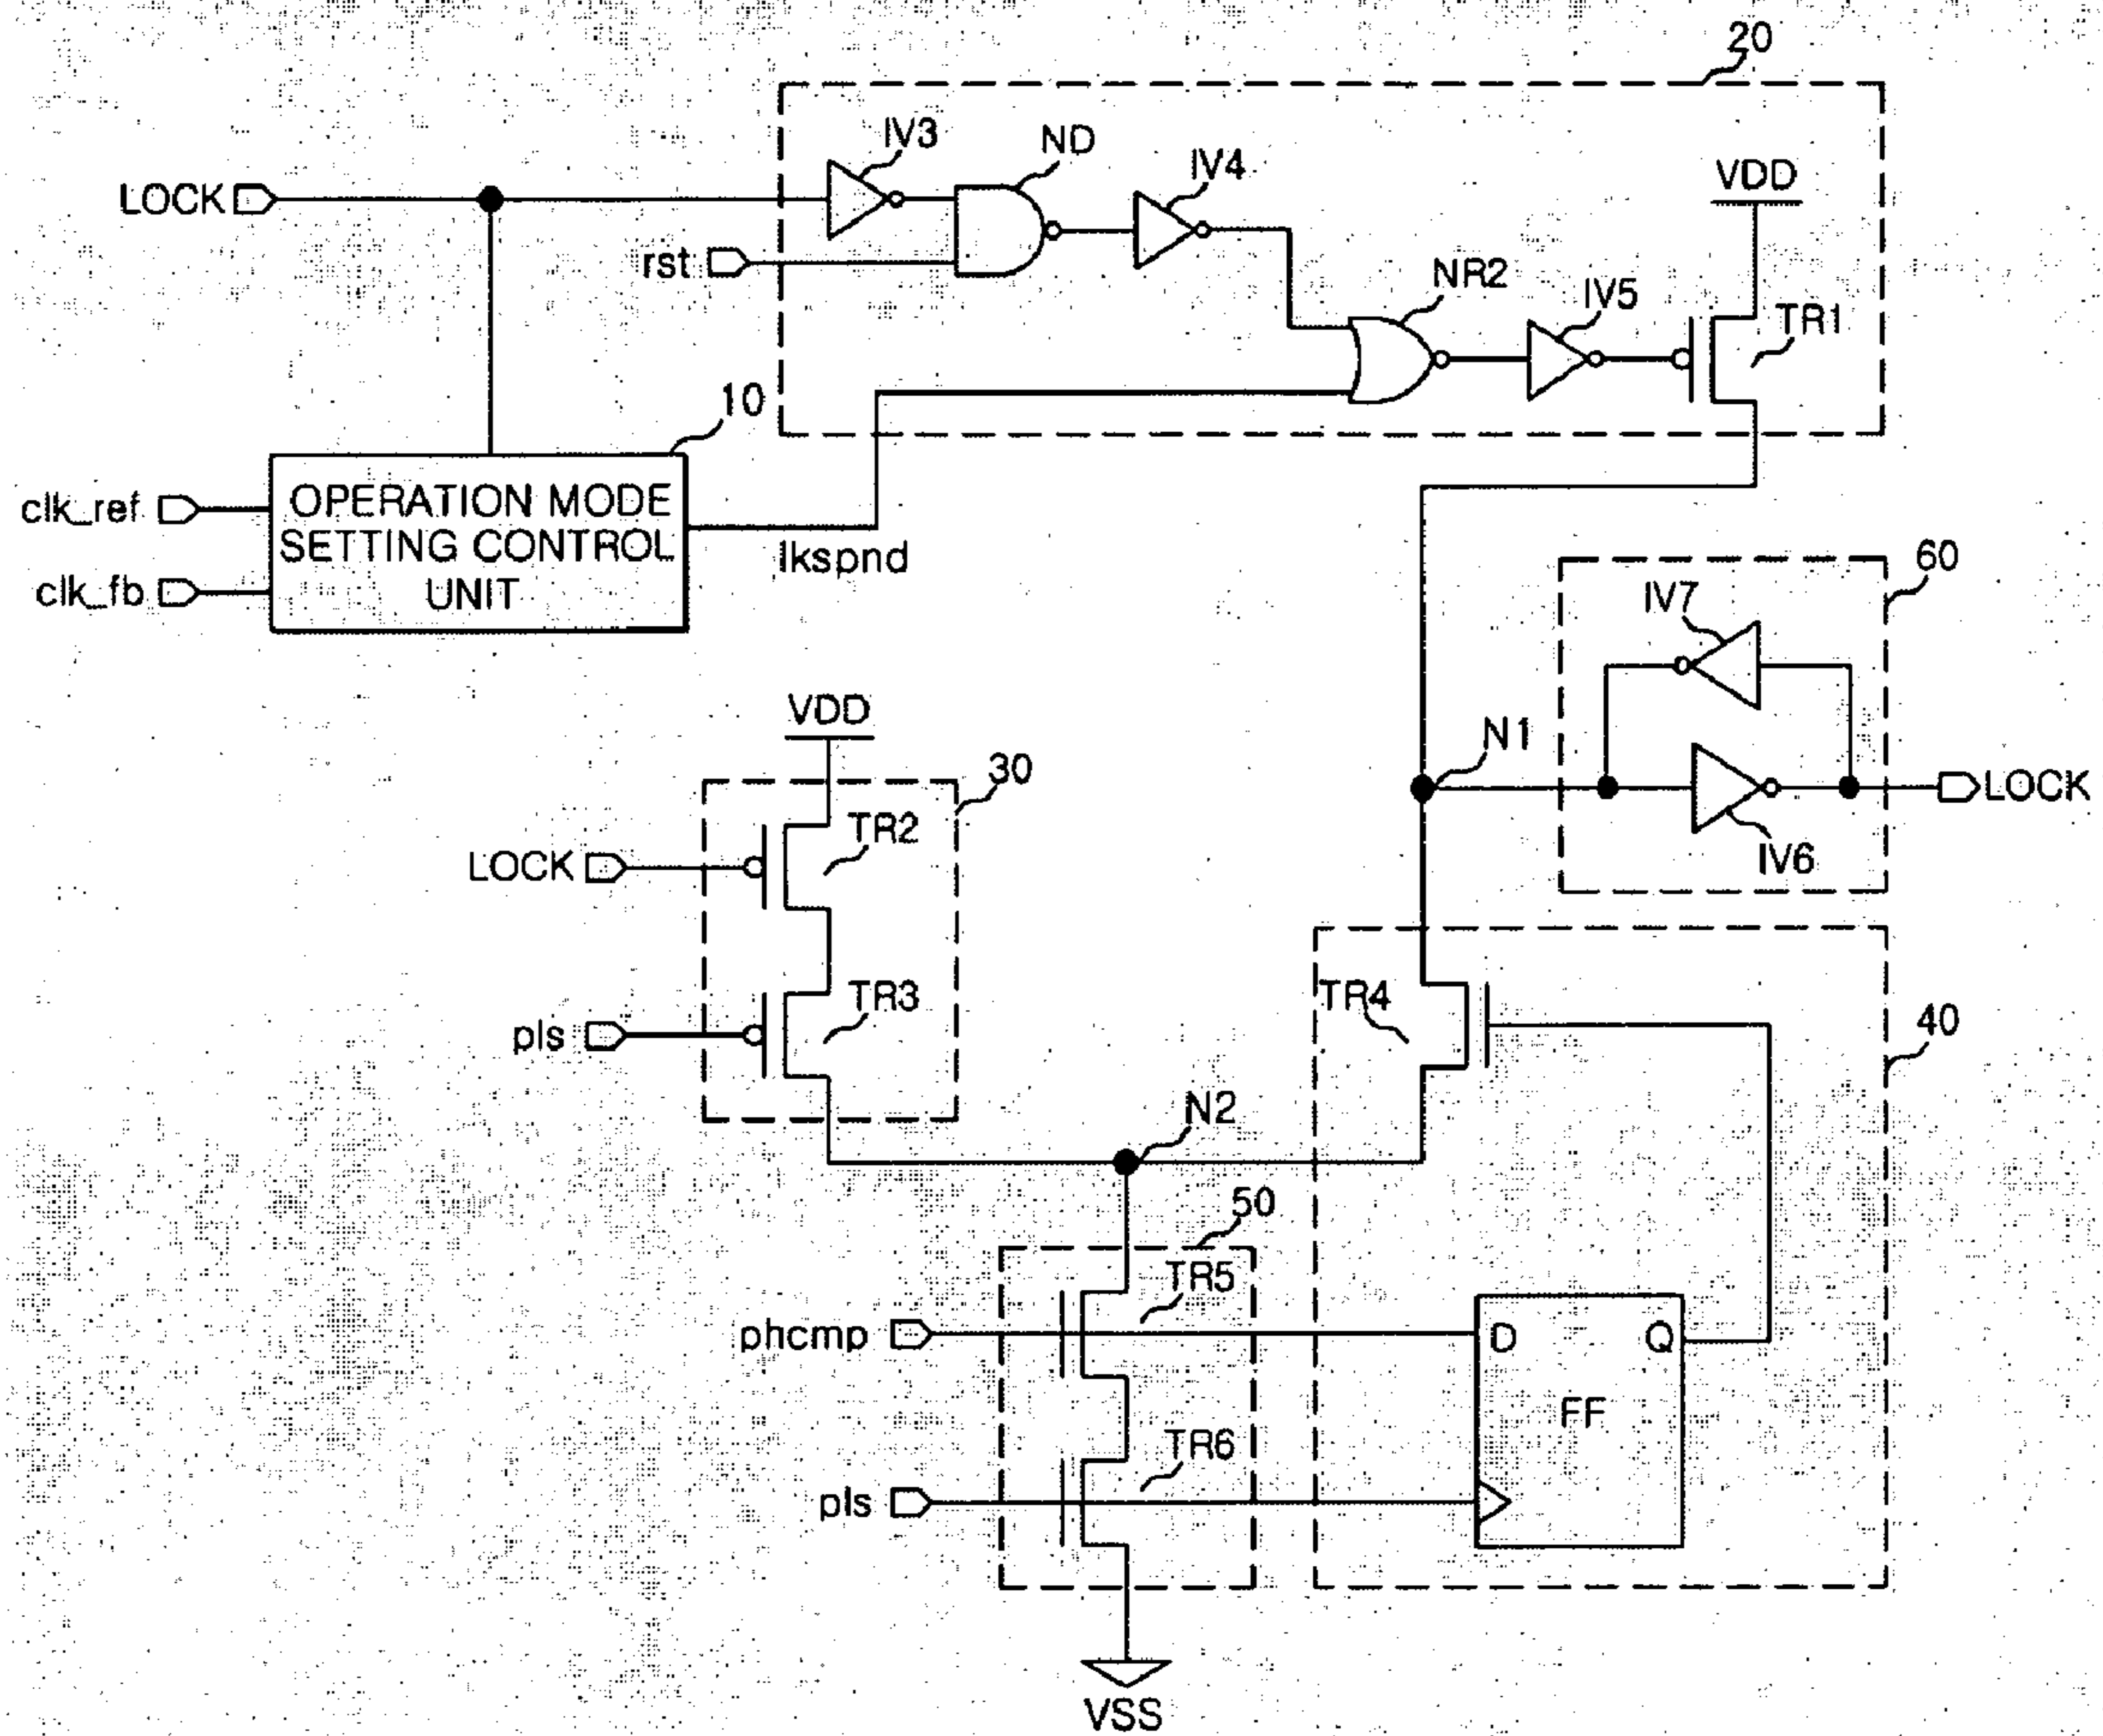 20
IV3
ND
IV4
VDD
LOCK
rst
NR2
IV5
TR1
10
clk_ref
OPERATION MODE
SETTING CONTROL
UNIT
clk_fb
lkspnd
60
IV7
VDD
N1
30
LOCK
TR2
LOCK
IV6
TR3
TR4
pls
40
N2
50
TR5
phcmp
D
Q
FF
TR6
pls
VSS